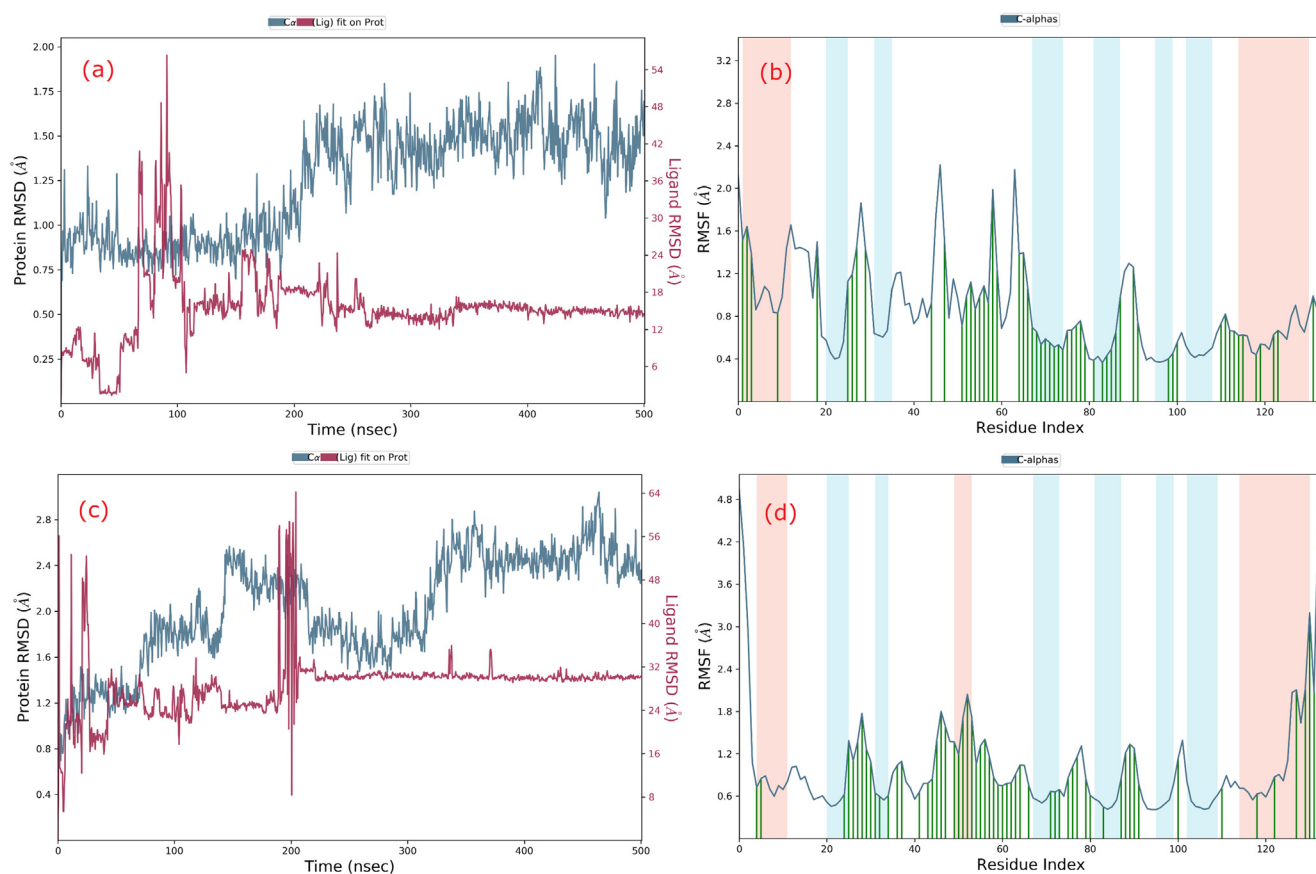 Cα (Lig) fit on Prot
(a)
Protein RMSD (Å)
2.00
1.75
1.50
1.25
1.00
0.75
0.50
0.25
0 100 200 300 400 500
Time (nsec)
54
48
42
36
30
24
18
12
6
Ligand RMSD (Å)
C-alphas
(b)
RMSF (Å)
3.2
2.8
2.4
2.0
1.6
1.2
0.8
0.4
0 20 40 60 80 100 120
Residue Index
Cα (Lig) fit on Prot
(c)
Protein RMSD (Å)
2.8
2.4
2.0
1.6
1.2
0.8
0.4
0 100 200 300 400 500
Time (nsec)
64
56
48
40
32
24
16
8
Ligand RMSD (Å)
C-alphas
(d)
RMSF (Å)
4.8
4.2
3.6
3.0
2.4
1.8
1.2
0.6
0 20 40 60 80 100 120
Residue Index